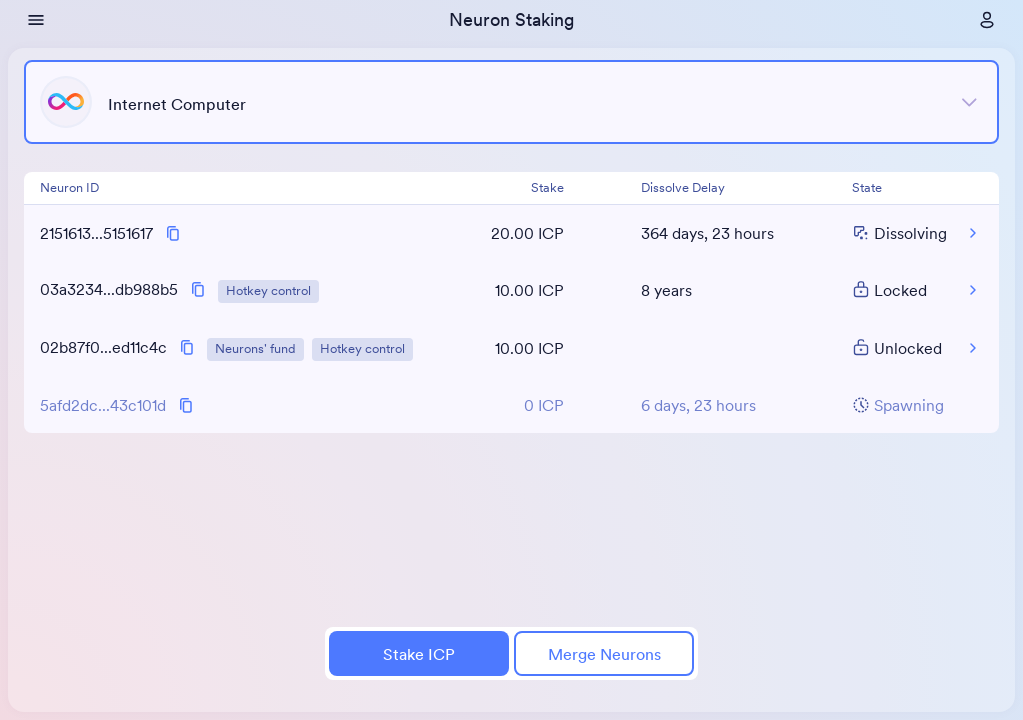 Neuron Staking
Internet Computer
Neuron ID Stake Dissolve Delay State
2151613...5151617 20.00 ICP 364 days, 23 hours Dissolving
03a3234...db988b5 Hotkey control 10.00 ICP 8 years Locked
02b87f0...ed11c4c Neurons' fund Hotkey control 10.00 ICP Unlocked
5afd2dc...43c101d 0 ICP 6 days, 23 hours Spawning
Stake ICP Merge Neurons